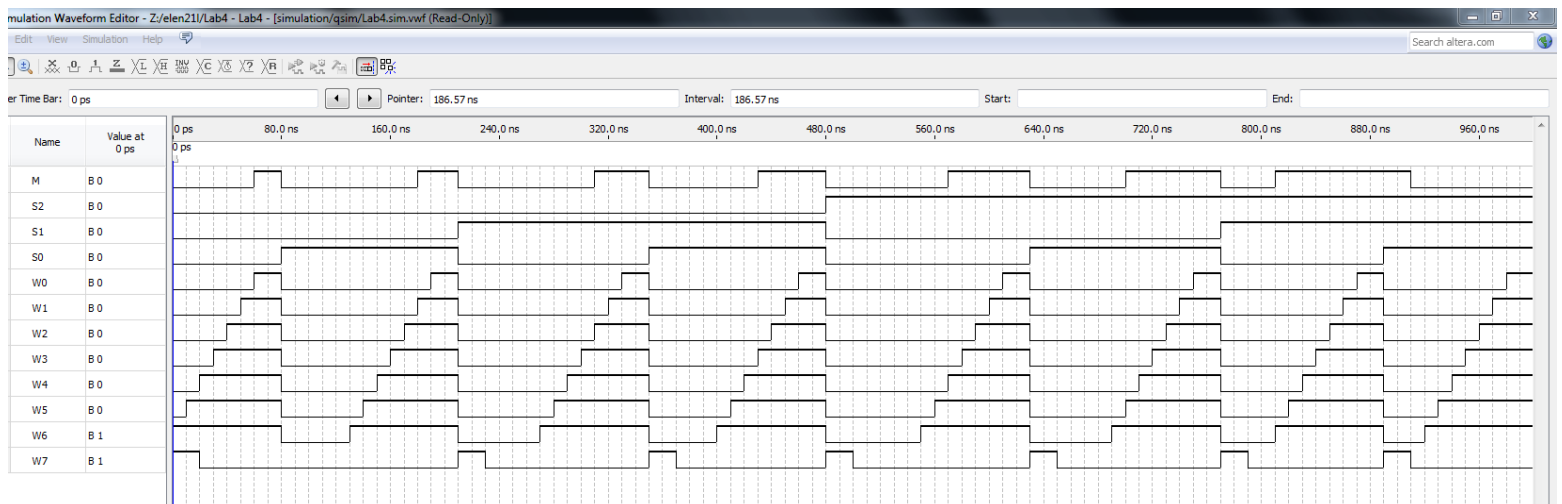 mulation Waveform Editor - Z:/elen21l/Lab4 - Lab4 - [simulation/qsim/Lab4.sim.vwf (Read-Only)]
Edit View Simulation Help
Search altera.com
er Time Bar: 0 ps Pointer: 186.57 ns Interval: 186.57 ns Start: End:
Name Value at 0 ps
0 ps 80.0 ns 160.0 ns 240.0 ns 320.0 ns 400.0 ns 480.0 ns 560.0 ns 640.0 ns 720.0 ns 800.0 ns 880.0 ns 960.0 ns
0 ps
M B 0
S2 B 0
S1 B 0
S0 B 0
W0 B 0
W1 B 0
W2 B 0
W3 B 0
W4 B 0
W5 B 0
W6 B 1
W7 B 1